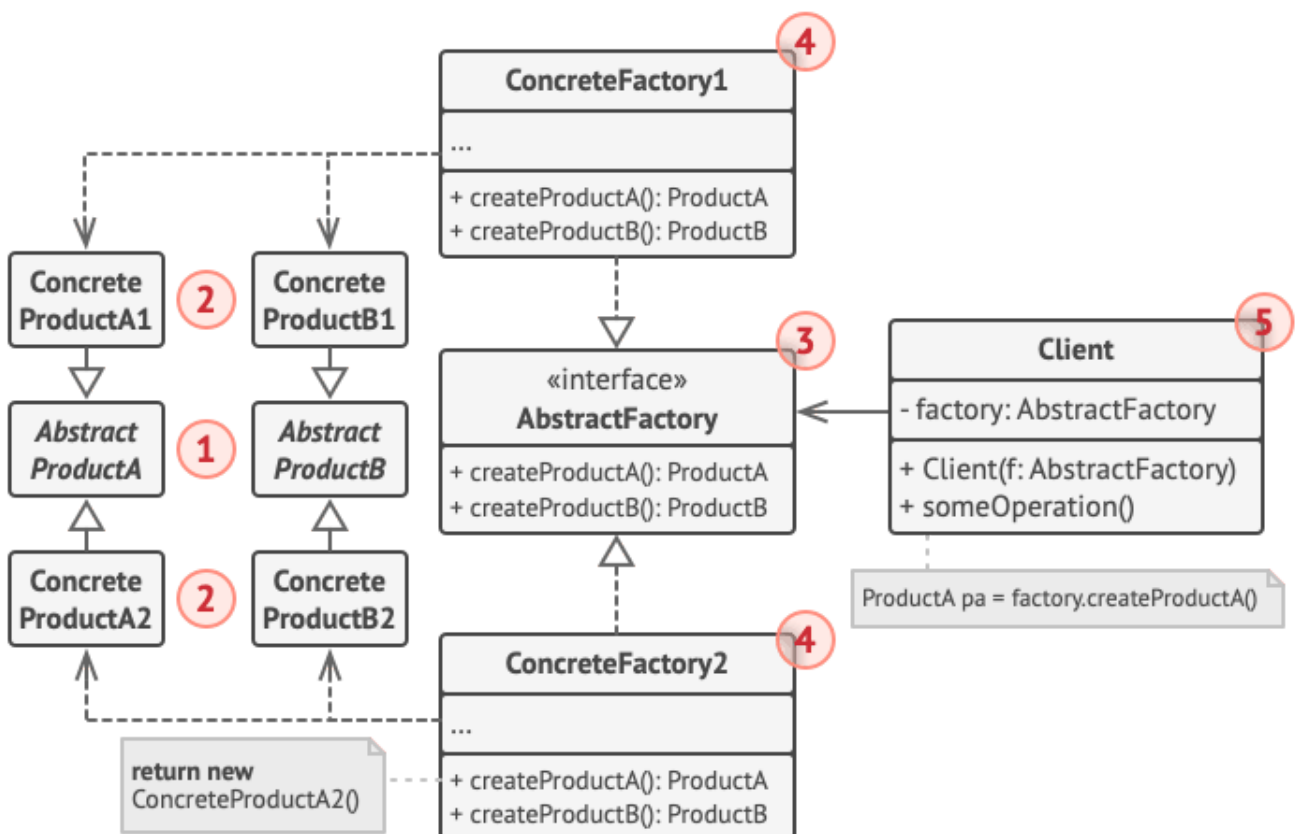 4
ConcreteFactory1
...
+ createProductA(): ProductA
+ createProductB(): ProductB
Concrete
ProductA1
2
Concrete
ProductB1
Abstract
ProductA
1
Abstract
ProductB
Concrete
ProductA2
2
Concrete
ProductB2
3
«interface»
AbstractFactory
+ createProductA(): ProductA
+ createProductB(): ProductB
5
Client
- factory: AbstractFactory
+ Client(f: AbstractFactory)
+ someOperation()
ProductA pa = factory.createProductA()
4
ConcreteFactory2
...
+ createProductA(): ProductA
+ createProductB(): ProductB
return new
ConcreteProductA2()